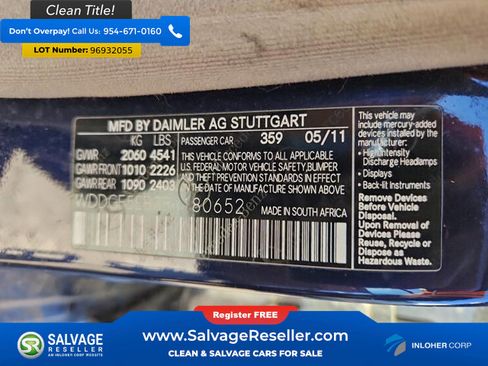 Clean Title!
Don't Overpay! Call Us: 954-671-0160
LOT Number: 96932055
MFD BY DAIMLER AG STUTTGART
KG LBS PASSENGER CAR 359 05/11
GVWR 2060 4541
GAWR FRONT 1010 2226
GAWR REAR 1090 2403
THIS VEHICLE CONFORMS TO ALL APPLICABLE
U.S. FEDERAL MOTOR VEHICLE SAFETY, BUMPER
AND THEFT PREVENTION STANDARDS IN EFFECT
ON THE DATE OF MANUFACTURE SHOWN ABOVE.
80652 MADE IN SOUTH AFRICA
This vehicle may
include mercury-added
devices installed by
the manufacturer:
• High Intensity
Discharge Headlamps
• Displays
Remove Devices
Before Vehicle Disposal.
Upon Removal of
Devices Please
Reuse, Recycle or
Dispose as
Hazardous Waste.
Register FREE
www.SalvageReseller.com
CLEAN & SALVAGE CARS FOR SALE
SALVAGE
RESELLER
AN INLOHER CORP WEBSITE
INLOHER CORP